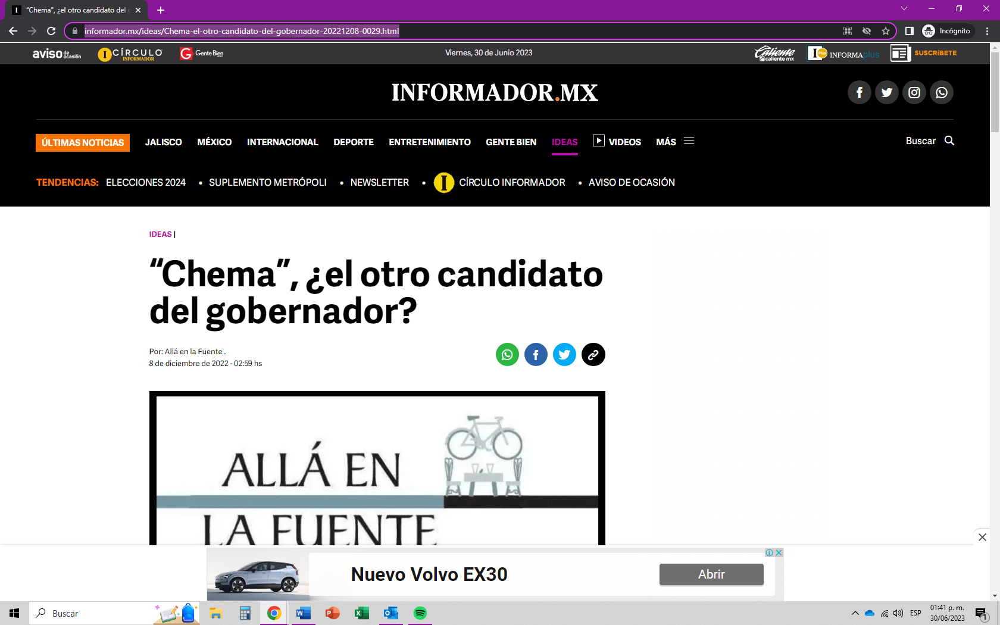 “Chema”, ¿el otro candidato del g
informador.mx/ideas/Chema-el-otro-candidato-del-gobernador-20221208-0029.html
Incógnito
aviso de ocasión
I CÍRCULO INFORMADOR
G Gente Bien
Viernes, 30 de Junio 2023
Caliente caliente mx
I Plus INFORMAplus
SUSCRÍBETE
INFORMADOR.MX
ÚLTIMAS NOTICIAS JALISCO MÉXICO INTERNACIONAL DEPORTE ENTRETENIMIENTO GENTE BIEN IDEAS VIDEOS MÁS
Buscar
TENDENCIAS: ELECCIONES 2024 • SUPLEMENTO METRÓPOLI • NEWSLETTER • I CÍRCULO INFORMADOR • AVISO DE OCASIÓN
IDEAS |
“Chema”, ¿el otro candidato
del gobernador?
Por: Allá en la Fuente .
8 de diciembre de 2022 - 02:59 hs
ALLÁ EN
LA FUENTE
Nuevo Volvo EX30
Abrir
Buscar
ESP
01:41 p. m.
30/06/2023
1